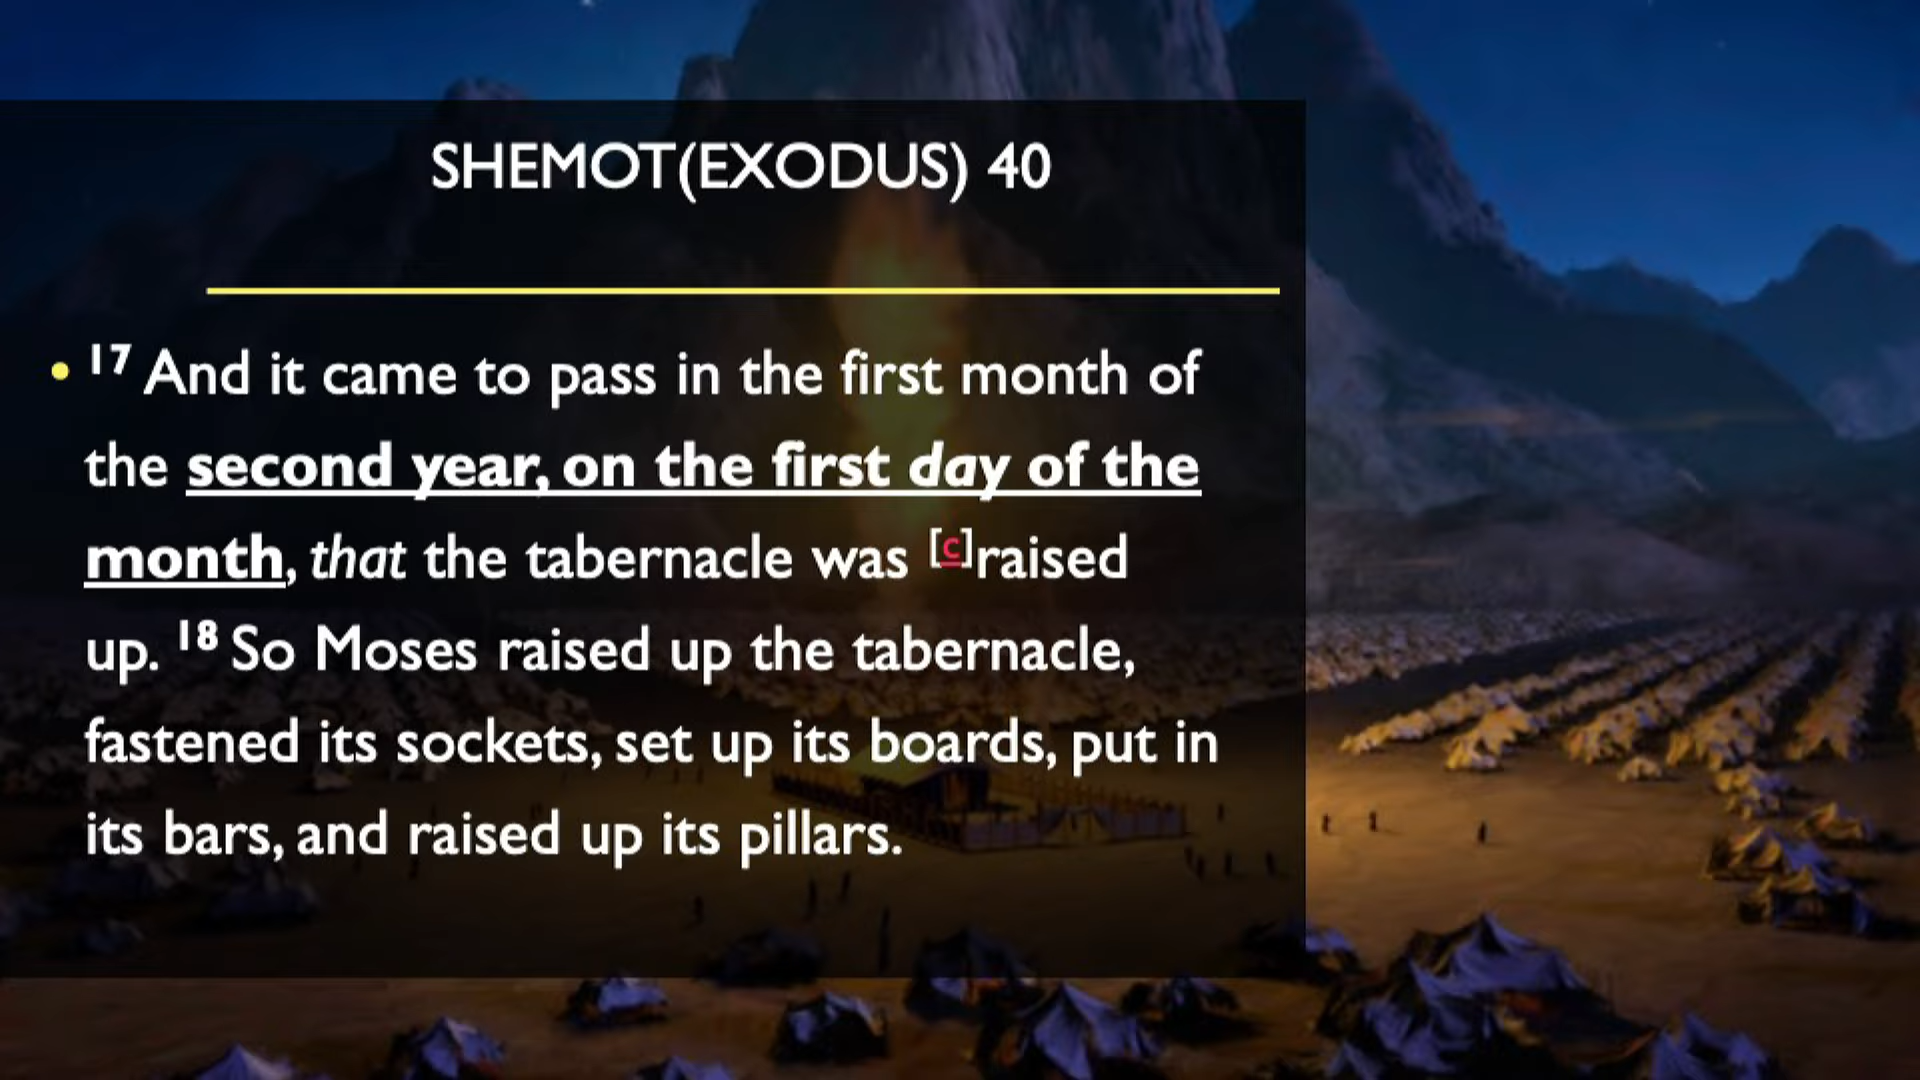 SHEMOT(EXODUS) 40
• 17 And it came to pass in the first month of
the second year, on the first day of the
month, that the tabernacle was [c]raised
up. 18 So Moses raised up the tabernacle,
fastened its sockets, set up its boards, put in
its bars, and raised up its pillars.